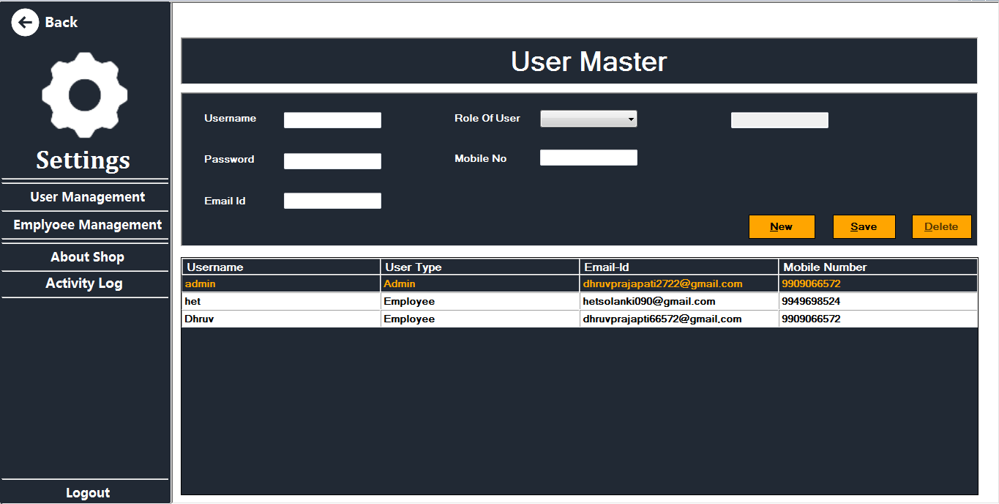 Back
Settings
User Management
Emplyoee Management
About Shop
Activity Log
Logout
User Master
Username
Role Of User
Password
Mobile No
Email Id
New Save Delete
Username User Type Email-Id Mobile Number
admin Admin dhruvprajapati2722@gmail.com 9909066572
het Employee hetsolanki090@gmail.com 9949698524
Dhruv Employee dhruvprajapti66572@gmail.com 9909066572